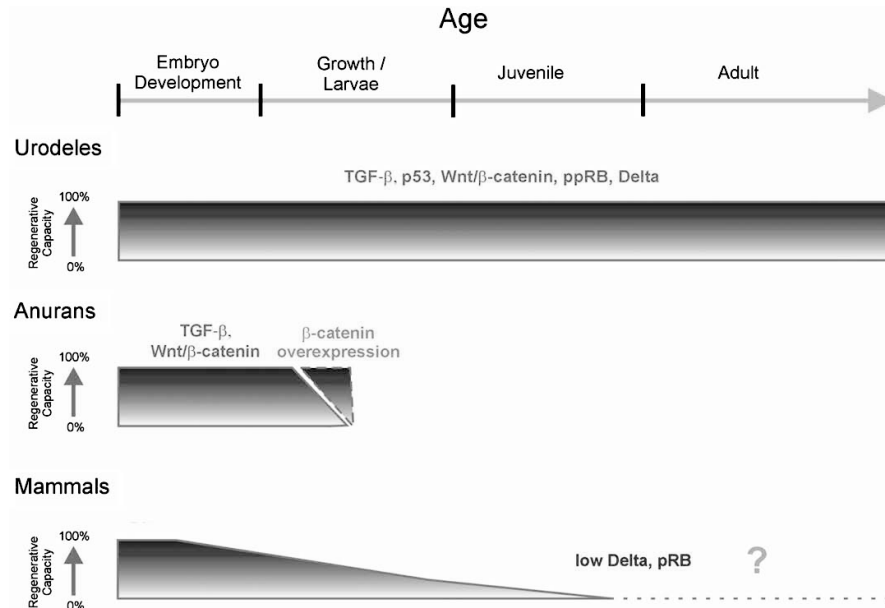 Age
Embryo
Development
Growth /
Larvae
Juvenile
Adult
Urodeles
TGF-β, p53, Wnt/β-catenin, ppRB, Delta
Regenerative
Capacity
100%
0%
Anurans
TGF-β,
Wnt/β-catenin
β-catenin
overexpression
Regenerative
Capacity
100%
0%
Mammals
Regenerative
Capacity
100%
0%
low Delta, pRB
?